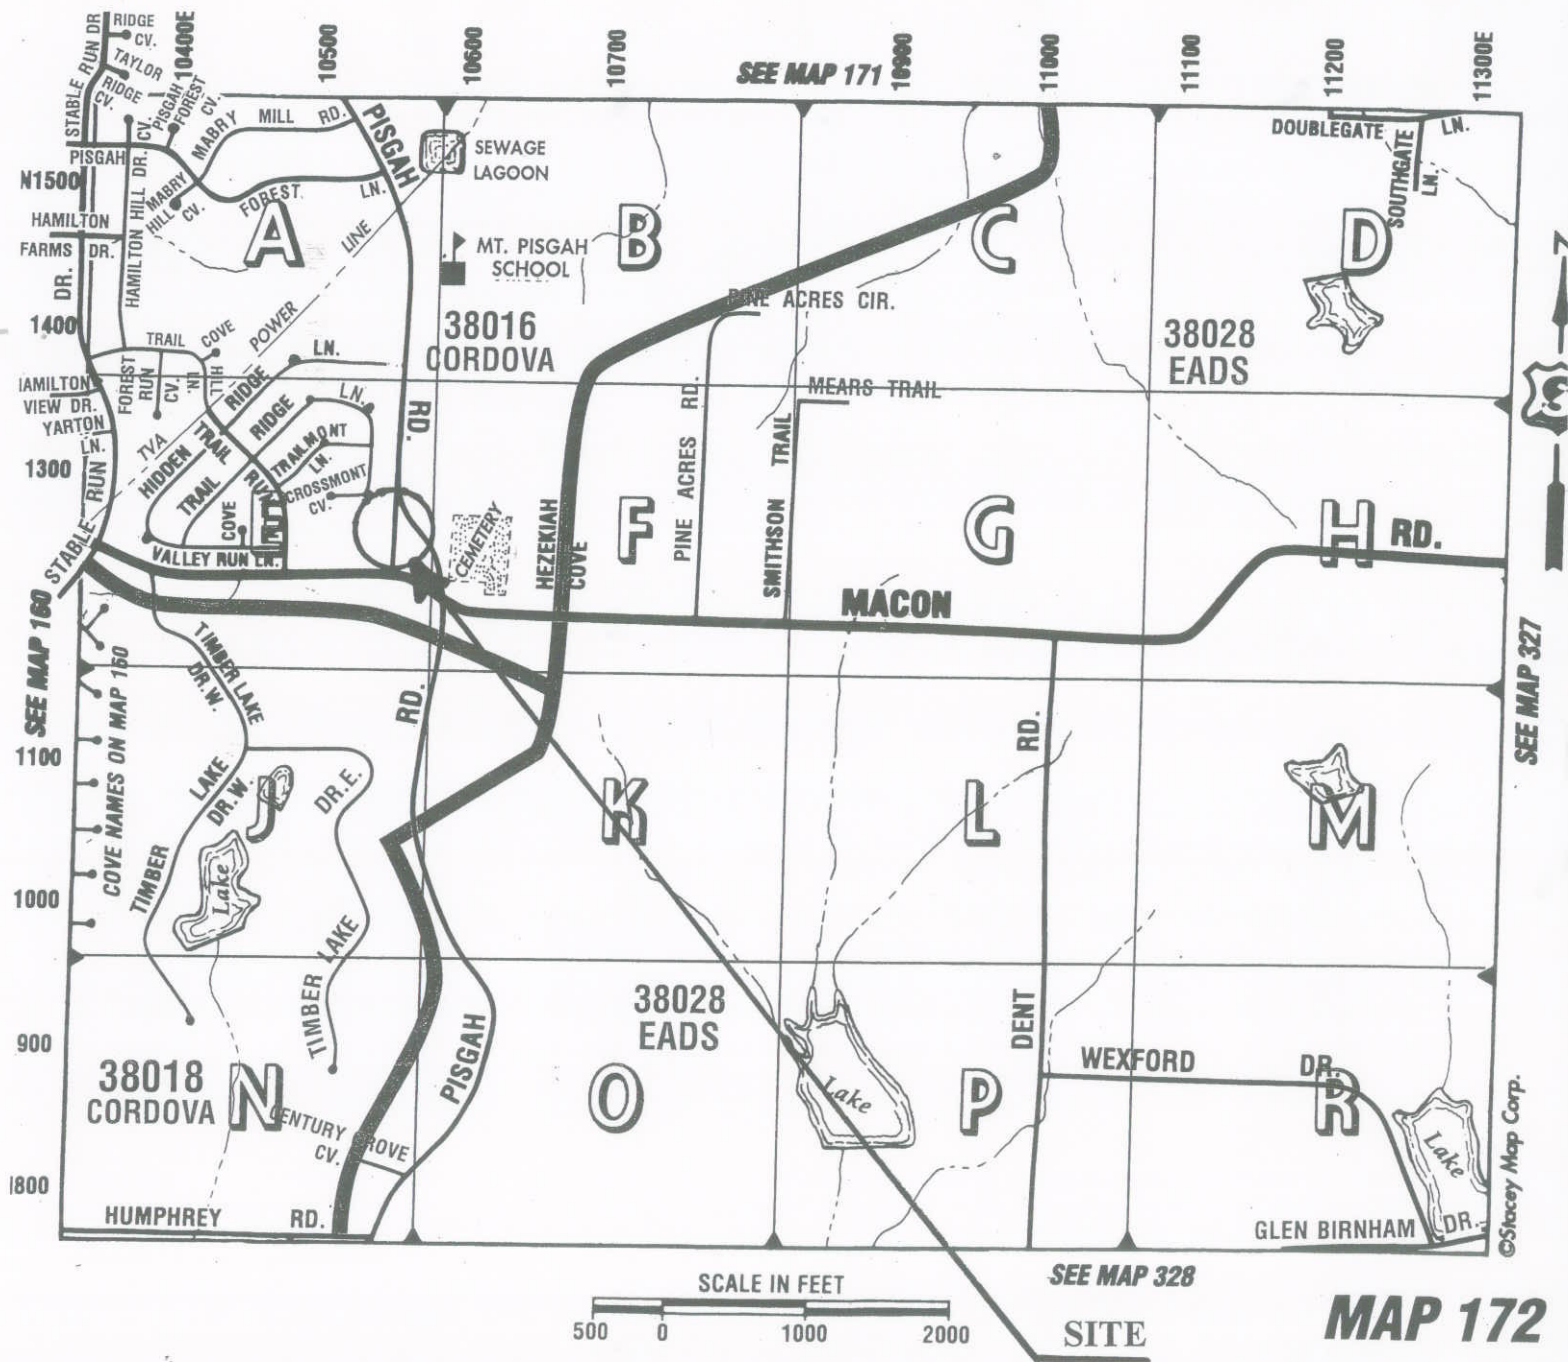 RIDGE
CV.
STABLE RUN DR
TAYLOR
RIDGE
CV.
10400E
10500
10600
10700
SEE MAP 171
10900
11000
11100
11200
11300E
PISGAH
FOREST
CV.
MABRY
MILL
RD.
PISGAH
SEWAGE
LAGOON
DOUBLEGATE
LN.
SOUTHGATE
LN.
PISGAH
N1500
HAMILTON HILL DR.
CV.
MABRY
HILL
CV.
FOREST
LN.
HAMILTON
FARMS
DR.
DR.
A
B
C
D
LINE
POWER
TVA
MT. PISGAH
SCHOOL
PINE ACRES CIR.
1400
38016
CORDOVA
38028
EADS
TRAIL
COVE
LN.
FOREST
RUN
CV.
HILL
LN.
HAMILTON
VIEW DR.
YARTON
LN.
RIDGE
RIDGE
LN.
RD.
MEARS TRAIL
PINE ACRES RD.
SMITHSON TRAIL
1300
HIDDEN
TRAIL
TRAIL
RUN
TRAILMONT
LN.
CROSSMONT
CV.
COVE
VALLEY RUN LN.
STABLE
RUN
CEMETERY
HEZEKIAH
COVE
F
G
H
RD.
MACON
SEE MAP 160
COVE NAMES ON MAP 160
TIMBER LAKE
DR. W.
RD.
RD.
SEE MAP 327
1100
LAKE
DR. W.
TIMBER
DR. E.
J
K
L
M
Lake
1000
TIMBER LAKE
900
38018
CORDOVA
N
PISGAH
38028
EADS
O
Lake
P
DENT
WEXFORD
DR.
R
Lake
CENTURY GROVE
CV.
1800
HUMPHREY
RD.
GLEN BIRNHAM
DR.
©Stacey Map Corp.
SEE MAP 328
SCALE IN FEET
500 0 1000 2000
SITE
MAP 172